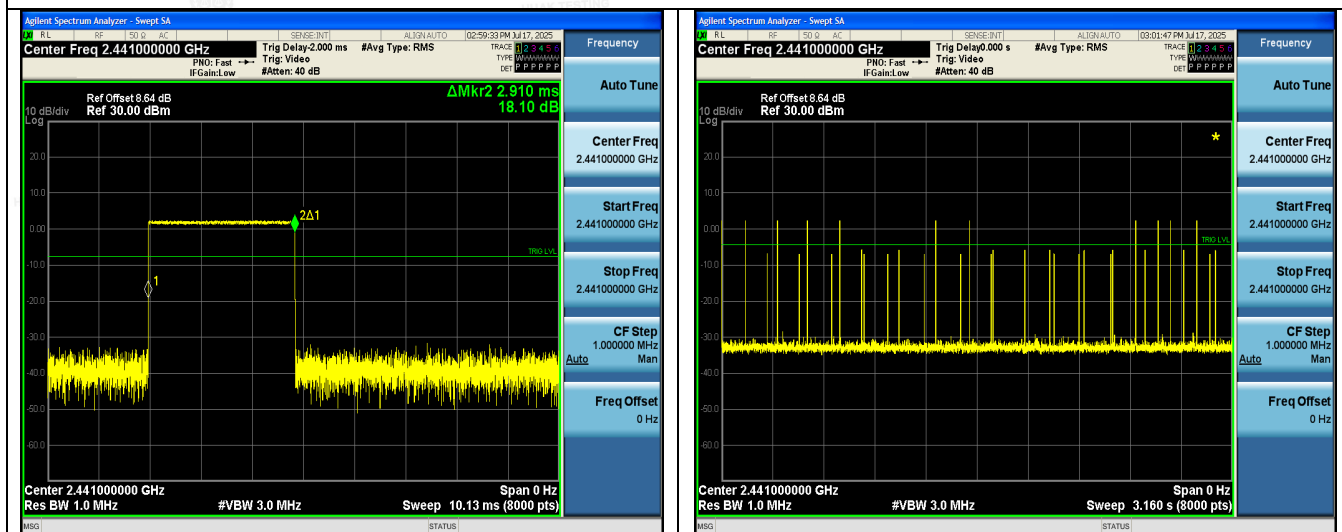 Agilent Spectrum Analyzer - Swept SA
LXI RL RF 50 Ω AC SENSE:INT ALIGN AUTO 02:59:33 PM Jul 17, 2025
Center Freq 2.441000000 GHz
PNO: Fast
IFGain:Low
Trig Delay-2.000 ms
Trig: Video
#Atten: 40 dB
#Avg Type: RMS
TRACE 1 2 3 4 5 6
TYPE W
DET P P P P P P
Ref Offset 8.64 dB
10 dB/div Ref 30.00 dBm
Log
ΔMkr2 2.910 ms
18.10 dB
20.0
10.0
0.00
-10.0
-20.0
-30.0
-40.0
-50.0
-60.0
1
2Δ1
TRIG LVL
Center 2.441000000 GHz Span 0 Hz
Res BW 1.0 MHz #VBW 3.0 MHz Sweep 10.13 ms (8000 pts)
MSG STATUS
Frequency
Auto Tune
Center Freq
2.441000000 GHz
Start Freq
2.441000000 GHz
Stop Freq
2.441000000 GHz
CF Step
1.000000 MHz
Auto Man
Freq Offset
0 Hz
Agilent Spectrum Analyzer - Swept SA
LXI RL RF 50 Ω AC SENSE:INT ALIGN AUTO 03:01:47 PM Jul 17, 2025
Center Freq 2.441000000 GHz
PNO: Fast
IFGain:Low
Trig Delay0.000 s
Trig: Video
#Atten: 40 dB
#Avg Type: RMS
TRACE 1 2 3 4 5 6
TYPE W
DET P P P P P P
Ref Offset 8.64 dB
10 dB/div Ref 30.00 dBm
Log
*
20.0
10.0
0.00
-10.0
-20.0
-30.0
-40.0
-50.0
-60.0
TRIG LVL
Center 2.441000000 GHz Span 0 Hz
Res BW 1.0 MHz #VBW 3.0 MHz Sweep 3.160 s (8000 pts)
MSG STATUS
Frequency
Auto Tune
Center Freq
2.441000000 GHz
Start Freq
2.441000000 GHz
Stop Freq
2.441000000 GHz
CF Step
1.000000 MHz
Auto Man
Freq Offset
0 Hz